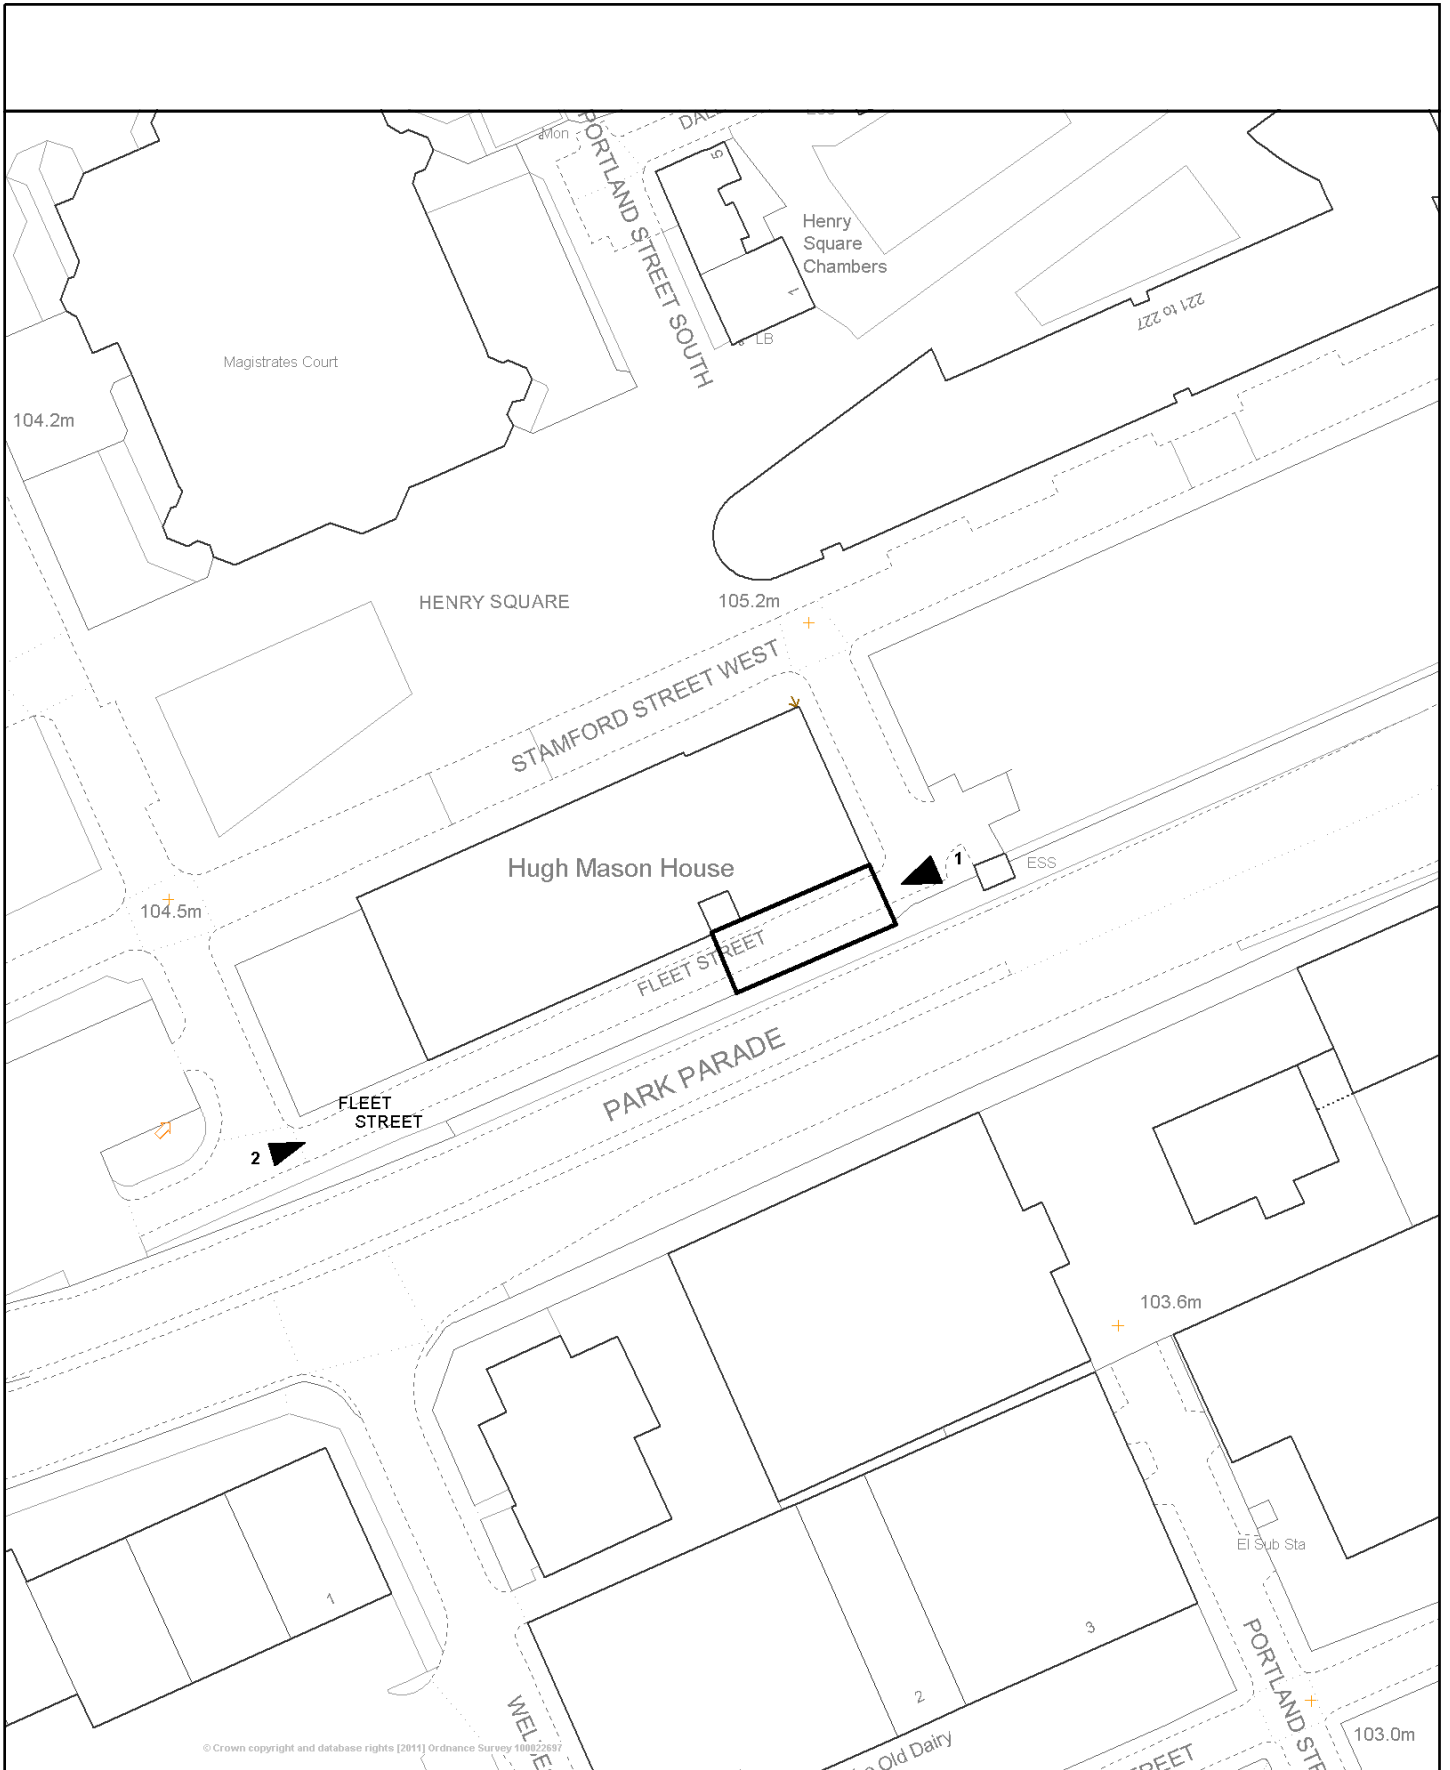 Mon
PORTLAND STREET SOUTH
5
Henry
Square
Chambers
1
LB
221 to 227
Magistrates Court
104.2m
HENRY SQUARE
105.2m
STAMFORD STREET WEST
Hugh Mason House
1
ESS
104.5m
FLEET STREET
PARK PARADE
FLEET
STREET
2
103.6m
El Sub Sta
1
3
2
PORTLAND
103.0m
Old Dairy
© Crown copyright and database rights [2011] Ordnance Survey 100022697